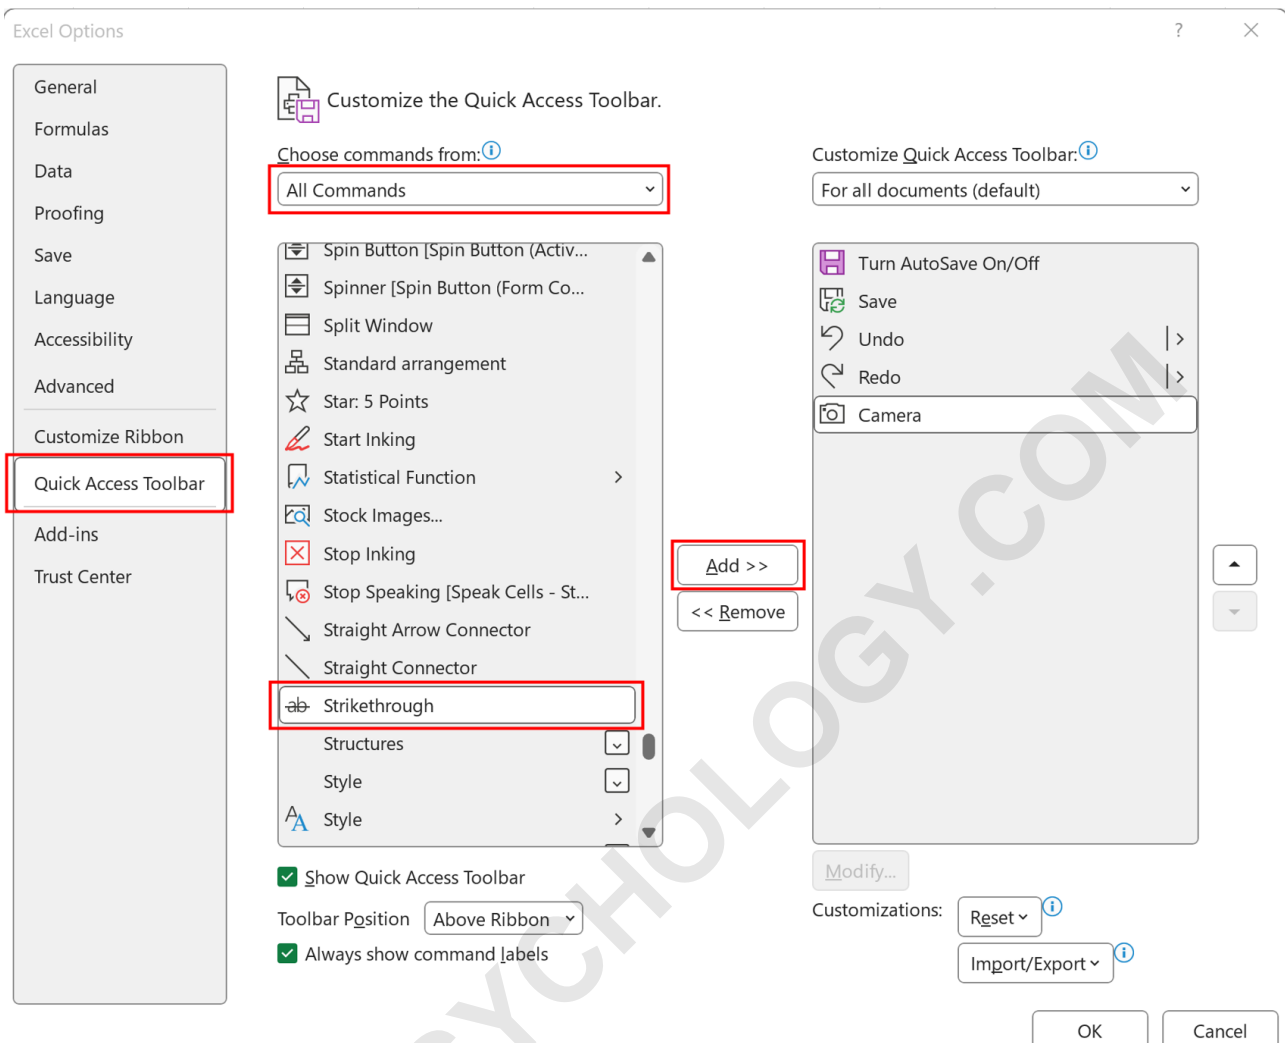 Excel Options
?
General
Formulas
Data
Proofing
Save
Language
Accessibility
Advanced
Customize Ribbon
Quick Access Toolbar
Add-ins
Trust Center
Customize the Quick Access Toolbar.
Choose commands from:
All Commands
Spin Button [Spin Button (Activ...
Spinner [Spin Button (Form Co...
Split Window
Standard arrangement
Star: 5 Points
Start Inking
Statistical Function
Stock Images...
Stop Inking
Stop Speaking [Speak Cells - St...
Straight Arrow Connector
Straight Connector
ab Strikethrough
Structures
Style
Style
Show Quick Access Toolbar
Toolbar Position Above Ribbon
Always show command labels
Add >>
<< Remove
Customize Quick Access Toolbar:
For all documents (default)
Turn AutoSave On/Off
Save
Undo
Redo
Camera
Modify...
Customizations: Reset
Import/Export
OK
Cancel
YCHOLOGY.COM